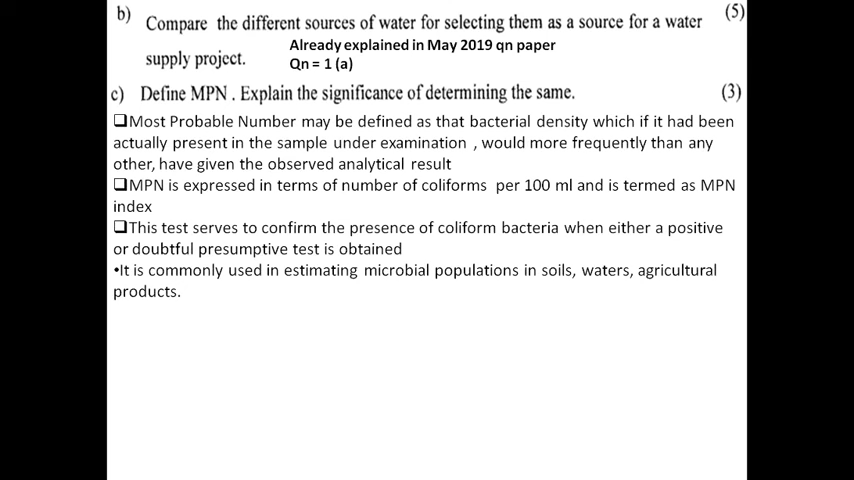 b) Compare the different sources of water for selecting them as a source for a water (5)
supply project.
Already explained in May 2019 qn paper
Qn = 1 (a)
c) Define MPN . Explain the significance of determining the same. (3)
❑Most Probable Number may be defined as that bacterial density which if it had been
actually present in the sample under examination , would more frequently than any
other, have given the observed analytical result
❑MPN is expressed in terms of number of coliforms per 100 ml and is termed as MPN
index
❑This test serves to confirm the presence of coliform bacteria when either a positive
or doubtful presumptive test is obtained
•It is commonly used in estimating microbial populations in soils, waters, agricultural
products.